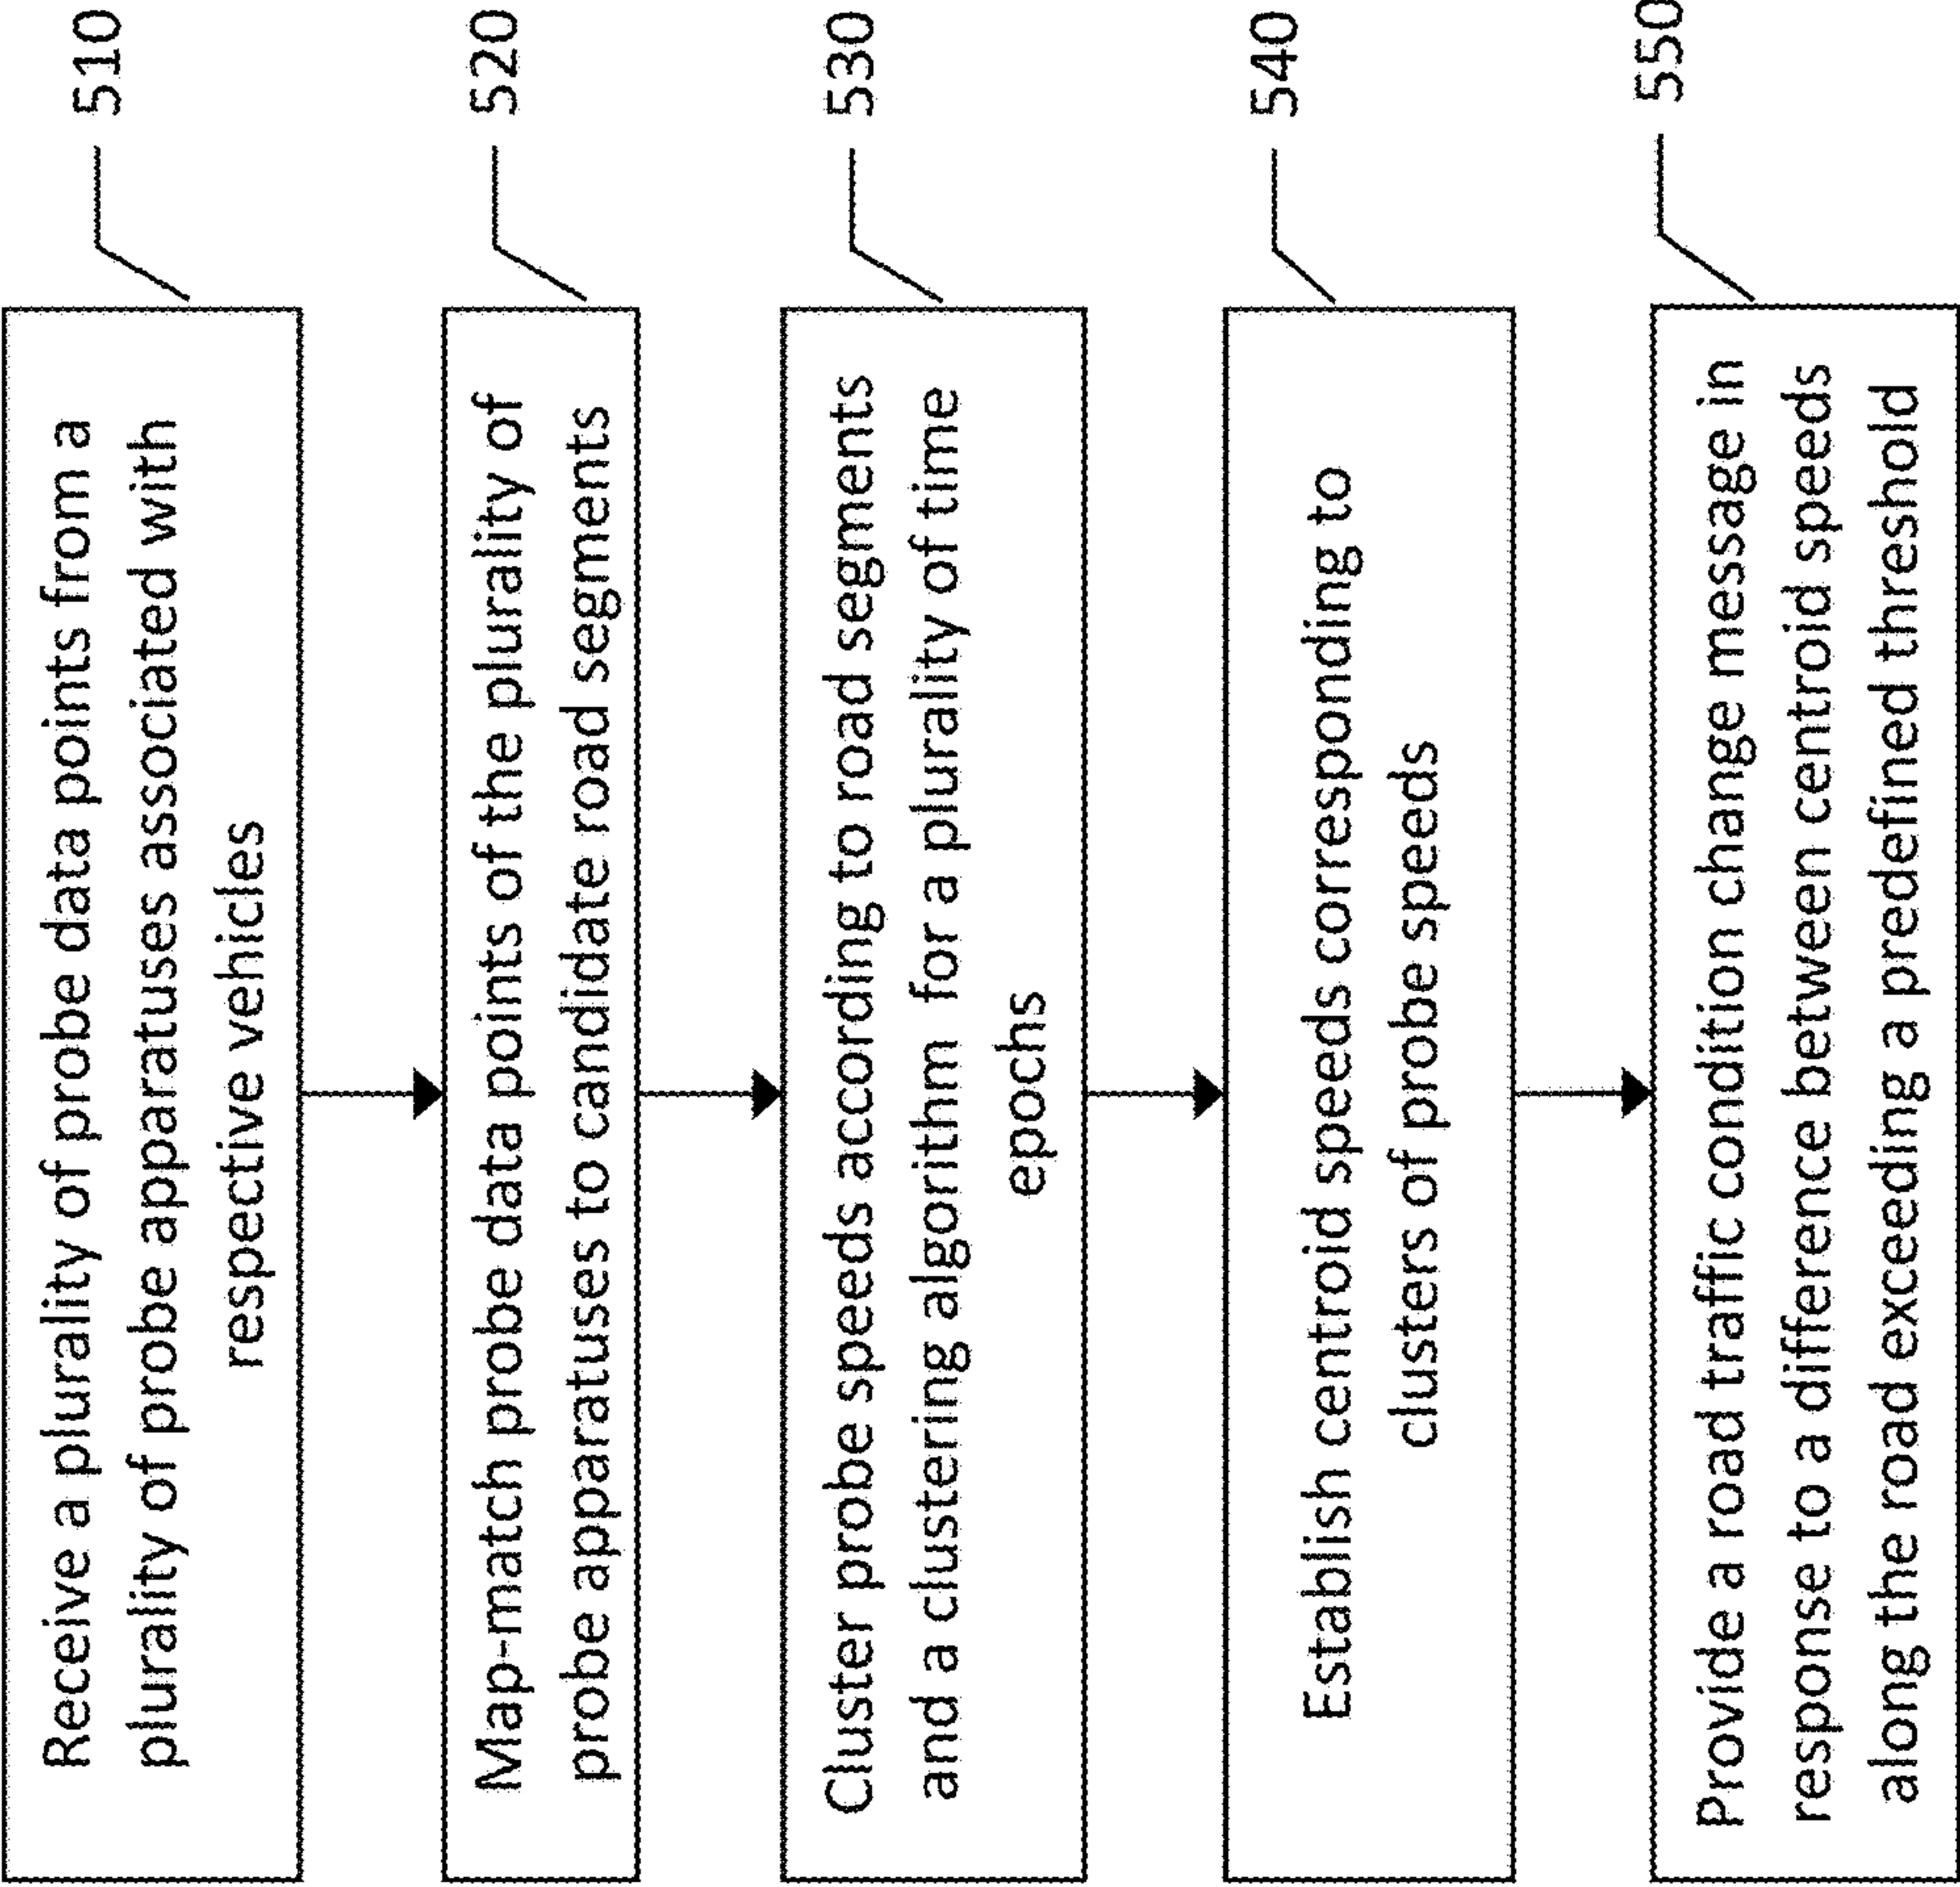 Receive a plurality of probe data points from a
plurality of probe apparatuses associated with
respective vehicles
510
Map-match probe data points of the plurality of
probe apparatuses to candidate road segments
520
Cluster probe speeds according to road segments
and a clustering algorithm for a plurality of time
epochs
530
Establish centroid speeds corresponding to
clusters of probe speeds
540
Provide a road traffic condition change message in
response to a difference between centroid speeds
along the road exceeding a predefined threshold
550